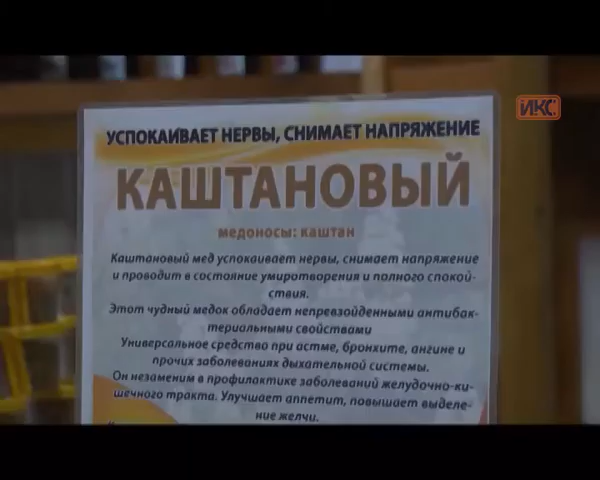 ИКС
УСПОКАИВАЕТ НЕРВЫ, СНИМАЕТ НАПРЯЖЕНИЕ
КАШТАНОВЫЙ
медоносы: каштан
Каштановый мед успокаивает нервы, снимает напряжение
и проводит в состояние умиротворения и полного спокой-
ствия.
Этот чудный медок обладает непревзойденными антибак-
териальными свойствами
Универсальное средство при астме, бронхите, ангине и
прочих заболеваниях дыхательной системы.
Он незаменим в профилактике заболеваний желудочно-ки-
шечного тракта. Улучшает аппетит, повышает выделе-
ние желчи.